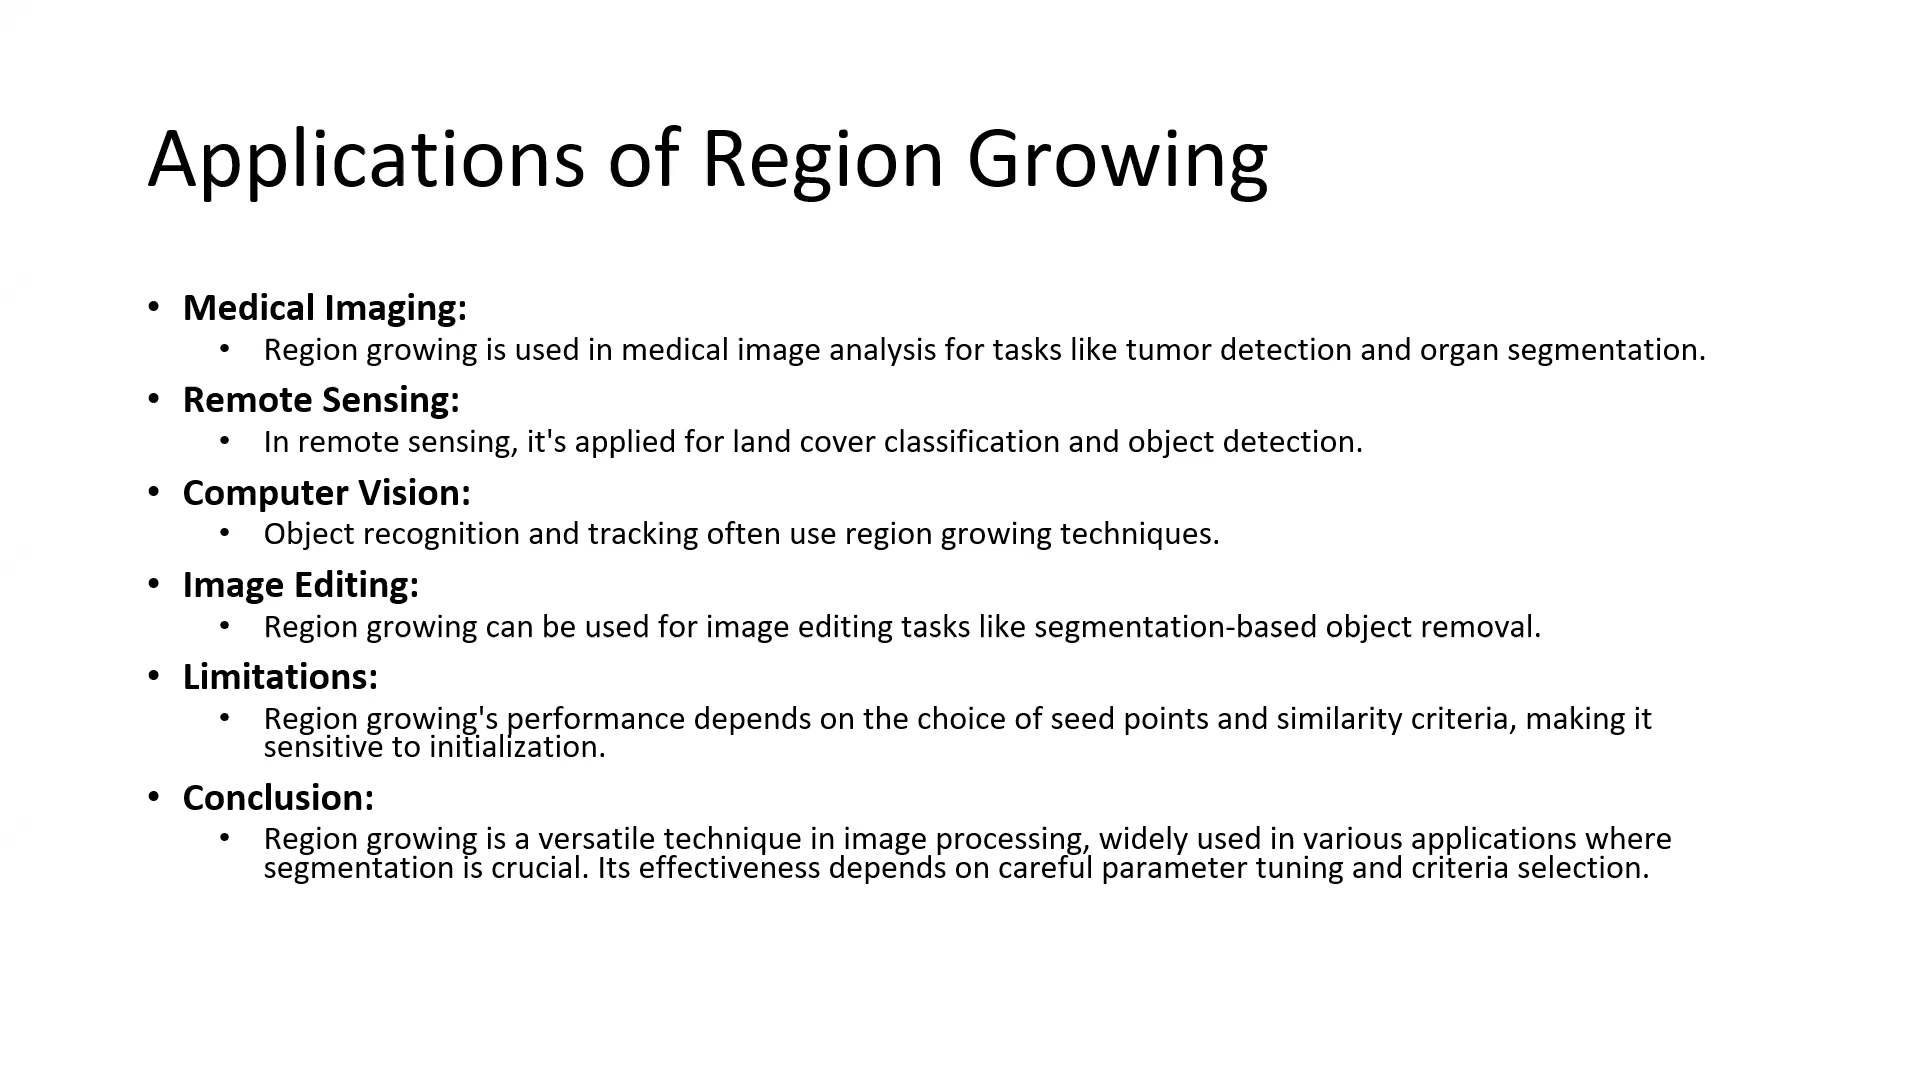 Applications of Region Growing
• Medical Imaging:
• Region growing is used in medical image analysis for tasks like tumor detection and organ segmentation.
• Remote Sensing:
• In remote sensing, it's applied for land cover classification and object detection.
• Computer Vision:
• Object recognition and tracking often use region growing techniques.
• Image Editing:
• Region growing can be used for image editing tasks like segmentation-based object removal.
• Limitations:
• Region growing's performance depends on the choice of seed points and similarity criteria, making it
sensitive to initialization.
• Conclusion:
• Region growing is a versatile technique in image processing, widely used in various applications where
segmentation is crucial. Its effectiveness depends on careful parameter tuning and criteria selection.